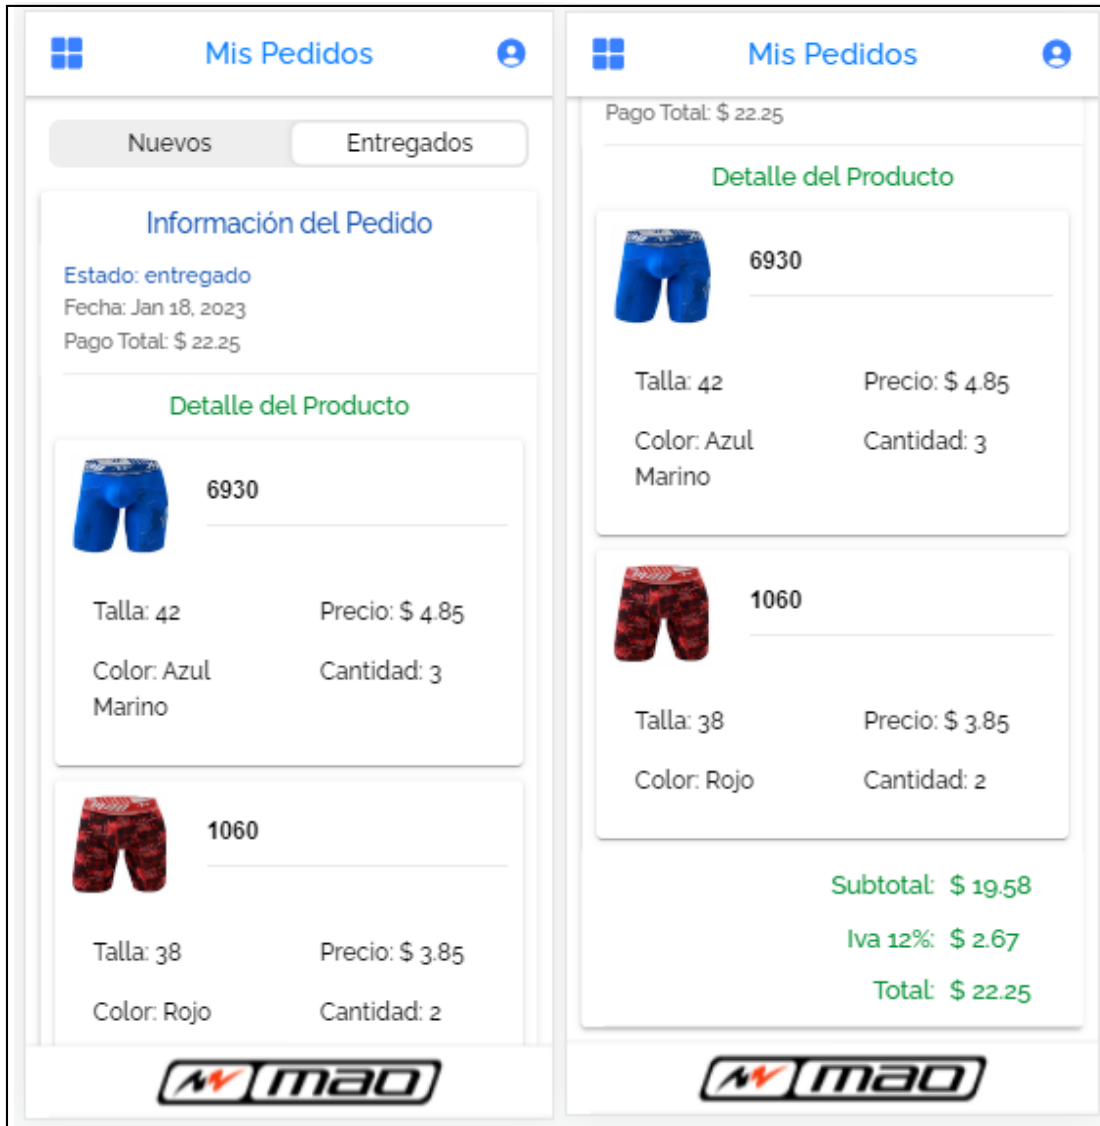 Mis Pedidos
Nuevos
Entregados
Información del Pedido
Estado: entregado
Fecha: Jan 18, 2023
Pago Total: $ 22.25
Detalle del Producto
6930
Talla: 42
Precio: $ 4.85
Color: Azul
Marino
Cantidad: 3
1060
Talla: 38
Precio: $ 3.85
Color: Rojo
Cantidad: 2
mao
Mis Pedidos
Pago Total: $ 22.25
Detalle del Producto
6930
Talla: 42
Precio: $ 4.85
Color: Azul
Marino
Cantidad: 3
1060
Talla: 38
Precio: $ 3.85
Color: Rojo
Cantidad: 2
Subtotal: $ 19.58
Iva 12%: $ 2.67
Total: $ 22.25
mao